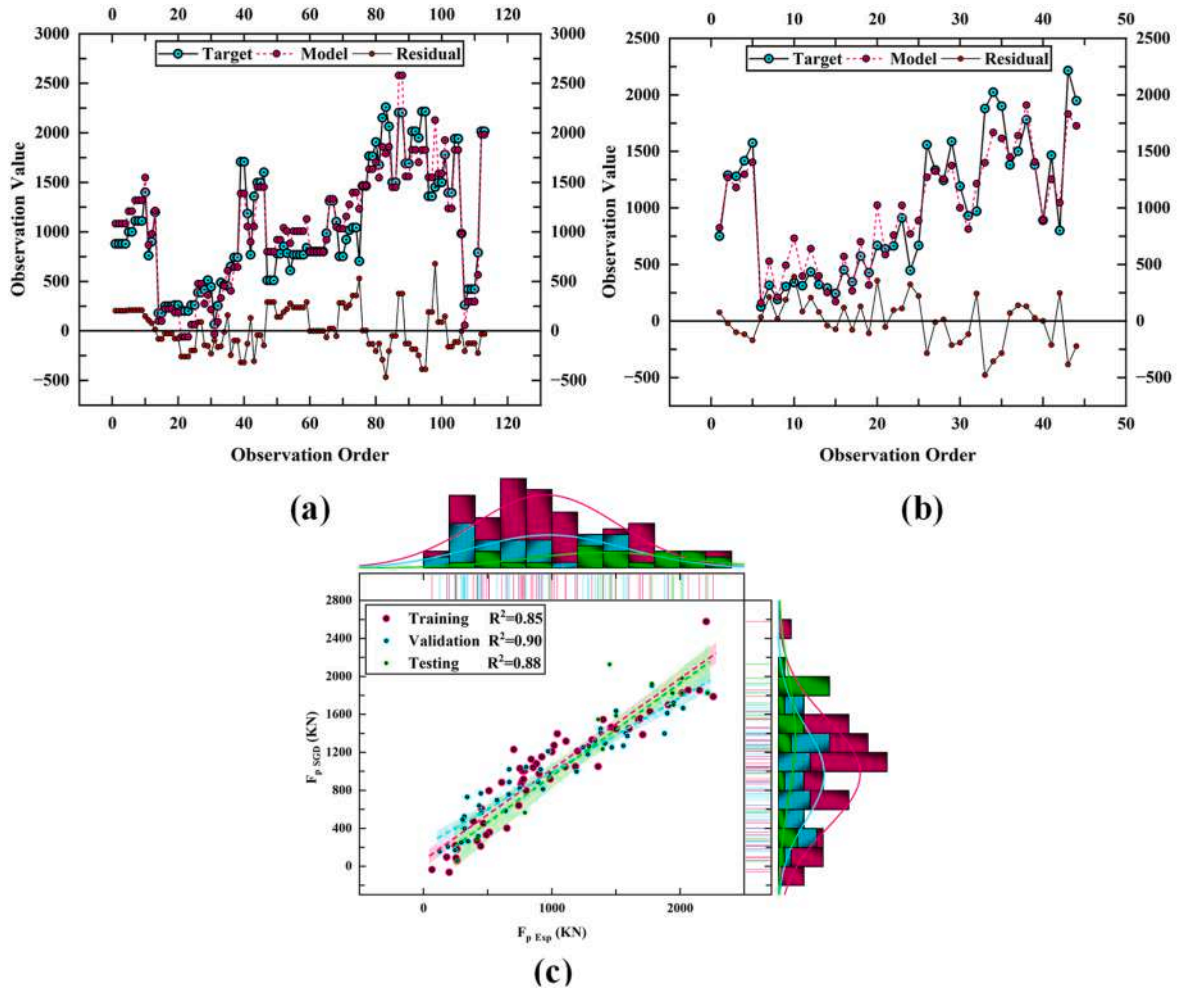 0 20 40 60 80 100 120
3000 3000
Target Model Residual
2500 2500
2000 2000
1500 1500
1000 1000
500 500
0 0
−500 −500
0 20 40 60 80 100 120
Observation Value
Observation Order
(a)
0 10 20 30 40 50
2500 2500
Target Model Residual
2000 2000
1500 1500
1000 1000
500 500
0 0
−500 −500
0 10 20 30 40 50
Observation Value
Observation Order
(b)
2800
Training R²=0.85
2400
Validation R²=0.90
2000
Testing R²=0.88
1600
1200
800
400
0
0 1000 2000
F_p SGD (KN)
F_p Exp (KN)
(c)